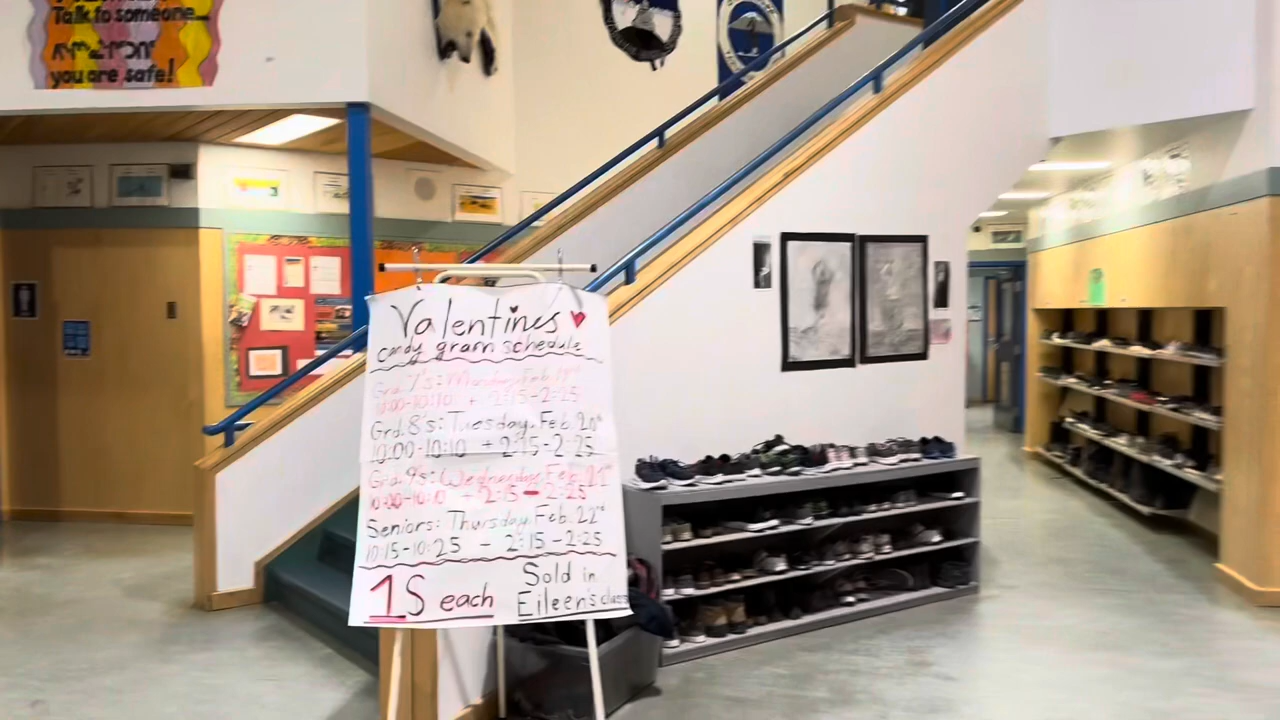 Talk to someone...
you are safe!
Valentines
candy gram schedule
Grd. 7's: Monday, Feb. 19th
10:00-10:10 + 2:15-2:25
Grd. 8's: Tuesday, Feb. 20th
10:00-10:10 + 2:15-2:25
Grd. 9's: Wednesday, Feb. 21st
10:00-10:10 + 2:15-2:25
Seniors: Thursday, Feb. 22nd
10:15-10:25 - 2:15-2:25
1$ each
Sold in
Eileen's class